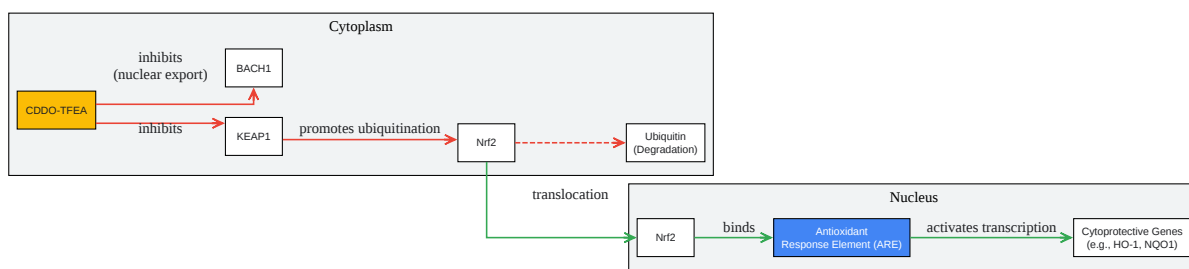 Cytoplasm
inhibits
(nuclear export)
BACH1
CDDO-TFEA
inhibits
KEAP1
promotes ubiquitination
Nrf2
Ubiquitin
(Degradation)
translocation
Nucleus
Nrf2
binds
Antioxidant
Response Element (ARE)
activates transcription
Cytoprotective Genes
(e.g., HO-1, NQO1)